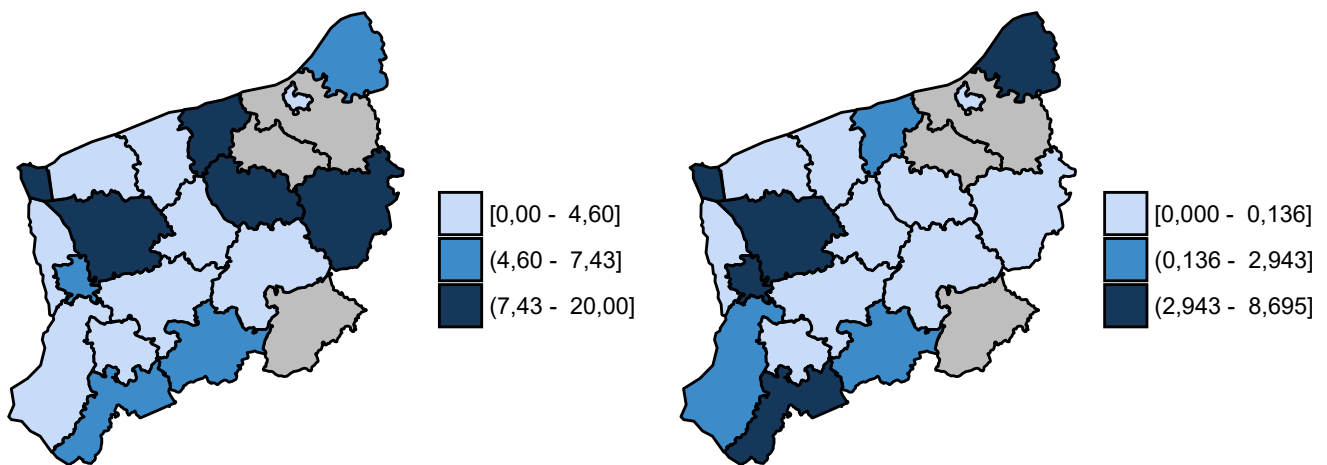 [0,00 - 4,60]
(4,60 - 7,43]
(7,43 - 20,00]
[0,000 - 0,136]
(0,136 - 2,943]
(2,943 - 8,695]